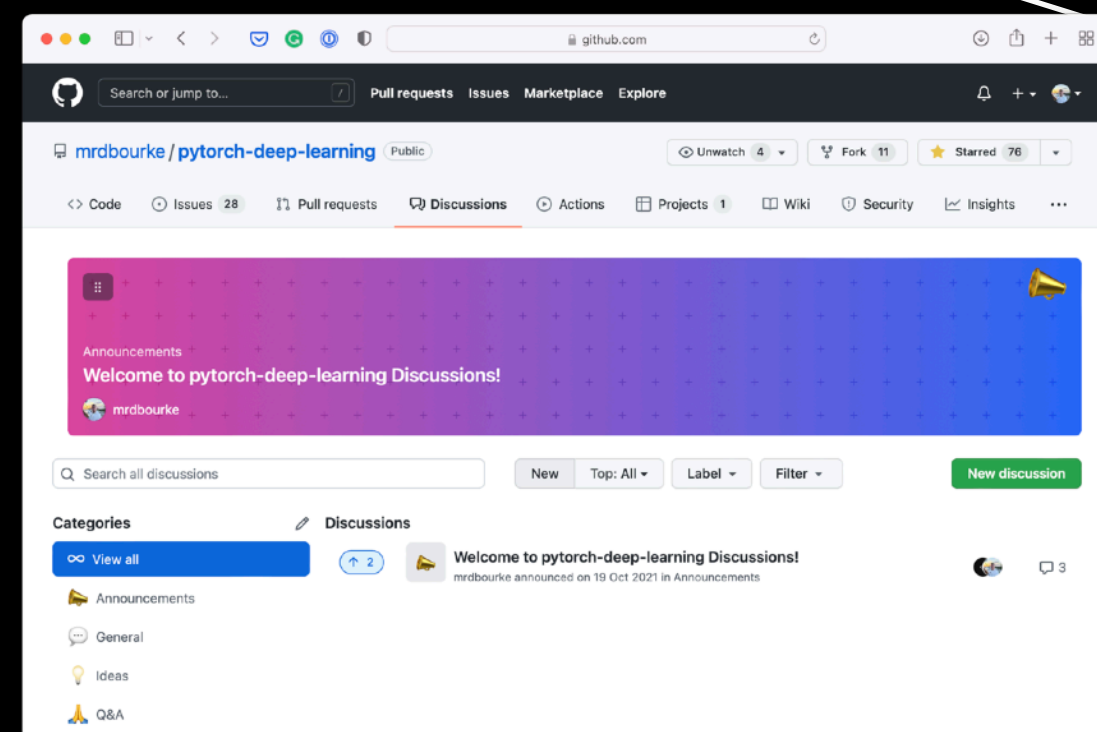 github.com
Search or jump to... / Pull requests Issues Marketplace Explore
mrdbourke / pytorch-deep-learning Public Unwatch 4 Fork 11 Starred 76
<> Code Issues 28 Pull requests Discussions Actions Projects 1 Wiki Security Insights ...
Announcements
Welcome to pytorch-deep-learning Discussions!
mrdbourke
Search all discussions New Top: All Label Filter New discussion
Categories Discussions
View all ↑ 2 Welcome to pytorch-deep-learning Discussions!
mrdbourke announced on 19 Oct 2021 in Announcements 3
Announcements
General
Ideas
Q&A